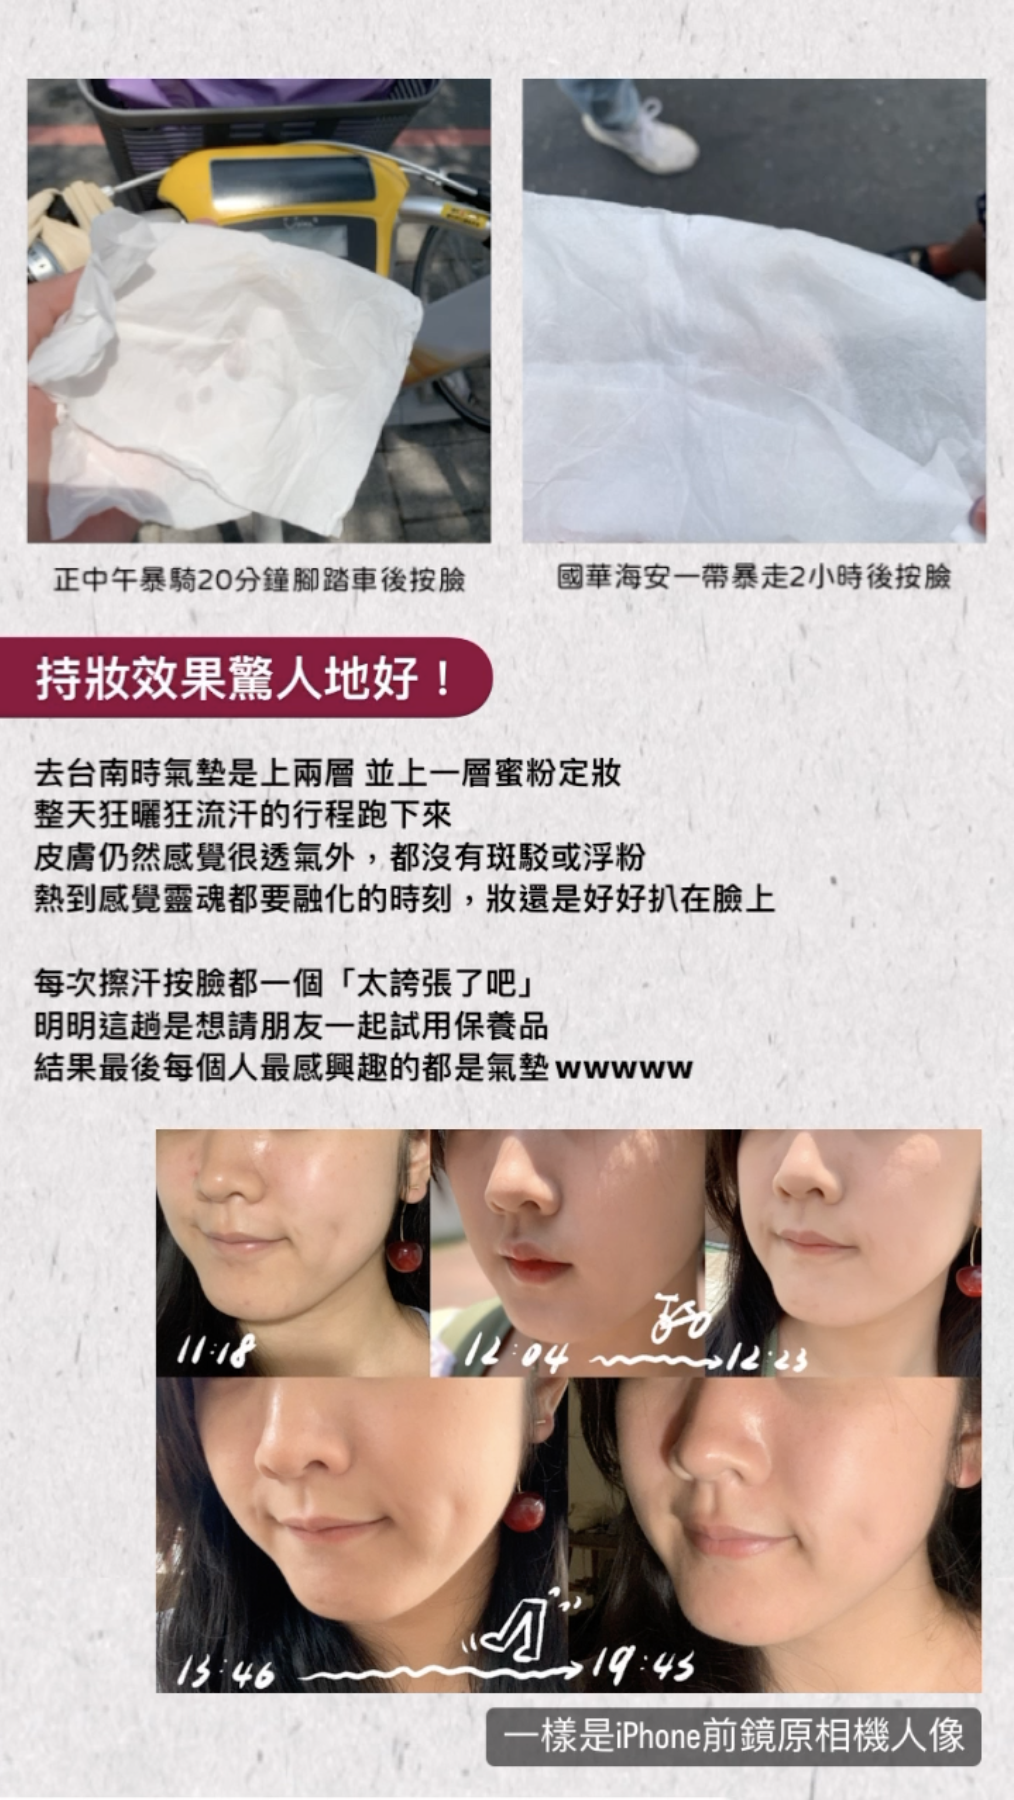 正中午暴騎20分鐘腳踏車後按臉
國華海安一帶暴走2小時後按臉
持妝效果驚人地好！
去台南時氣墊是上兩層 並上一層蜜粉定妝
整天狂曬狂流汗的行程跑下來
皮膚仍然感覺很透氣外，都沒有斑駁或浮粉
熱到感覺靈魂都要融化的時刻，妝還是好好扒在臉上
每次擦汗按臉都一個「太誇張了吧」
明明這趟是想請朋友一起試用保養品
結果最後每個人最感興趣的都是氣墊wwwww
11:18
12:04
12:23
13:46
19:45
一樣是iPhone前鏡原相機人像